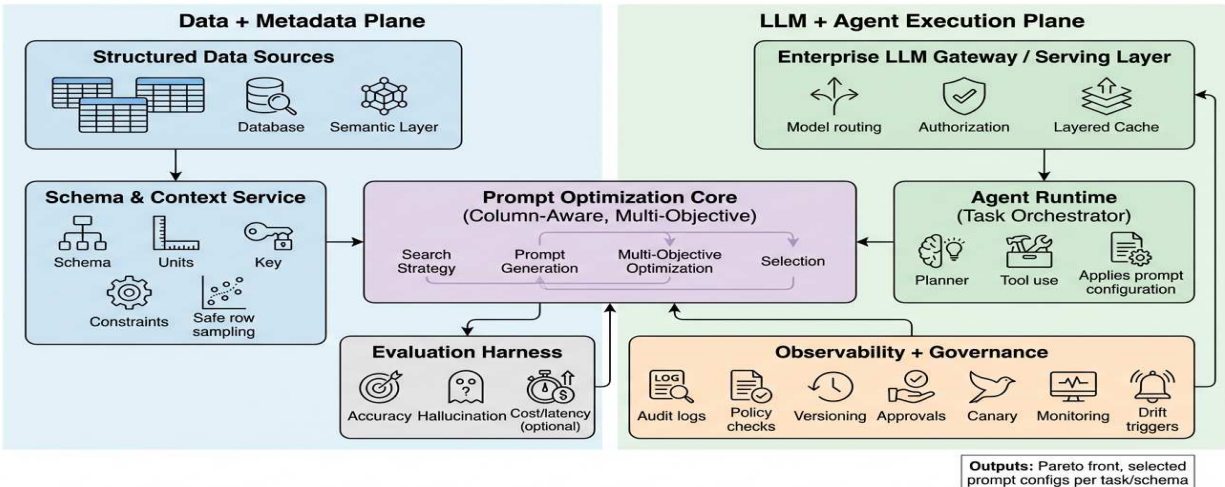 Data + Metadata Plane
Structured Data Sources
Database
Semantic Layer
Schema & Context Service
Schema
Units
Key
Constraints
Safe row
sampling
Prompt Optimization Core
(Column-Aware, Multi-Objective)
Search
Strategy
Prompt
Generation
Multi-Objective
Optimization
Selection
Evaluation Harness
?
Accuracy
Hallucination
$
Cost/latency
(optional)
LLM + Agent Execution Plane
Enterprise LLM Gateway / Serving Layer
Model routing
Authorization
Layered Cache
Agent Runtime
(Task Orchestrator)
Planner
Tool use
Applies prompt
configuration
Observability + Governance
LOG
Audit logs
Policy
checks
Versioning
Approvals
Canary
Monitoring
Drift
triggers
Outputs: Pareto front, selected
prompt configs per task/schema